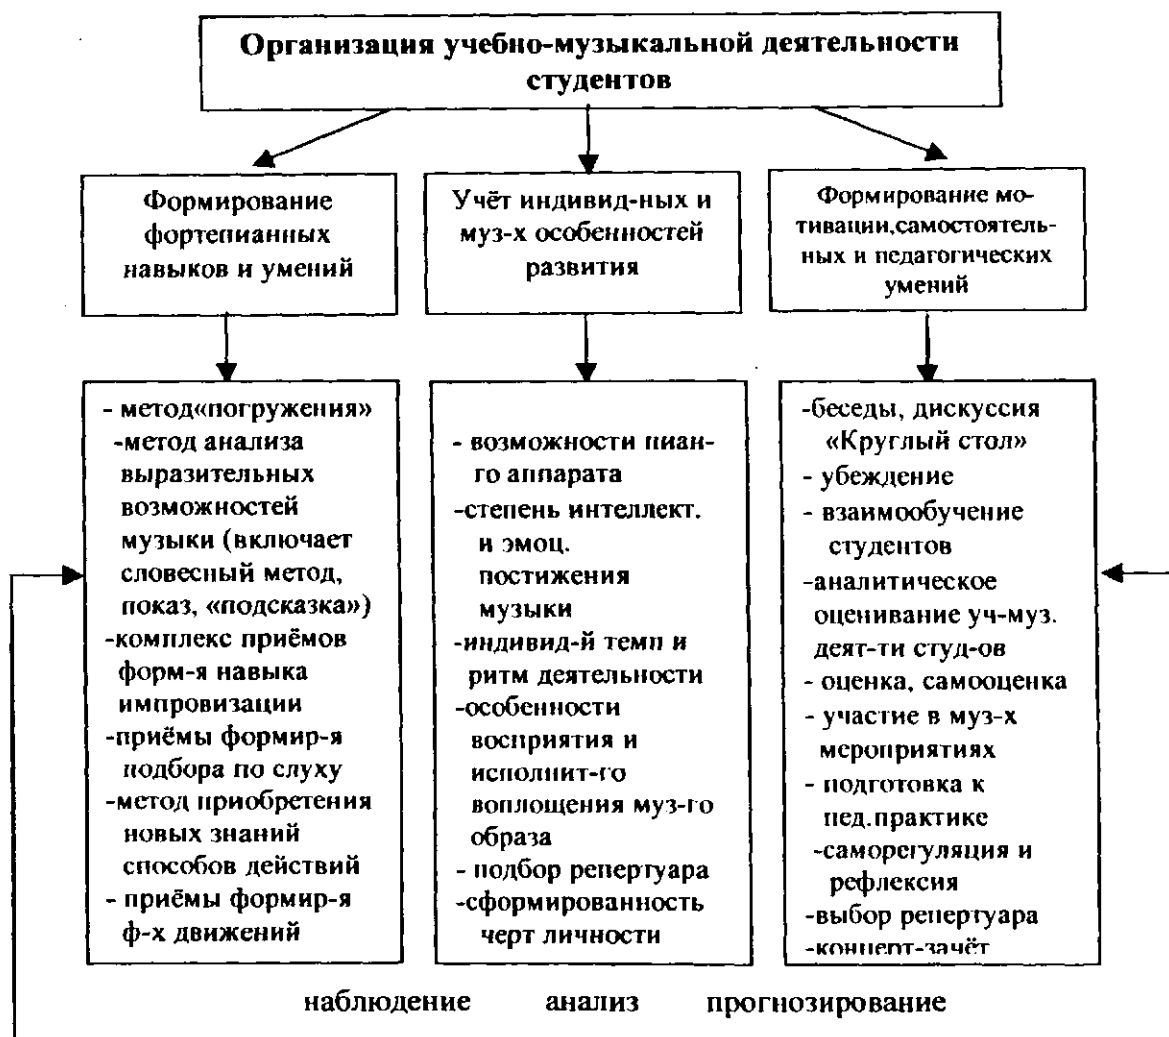 Организация учебно-музыкальной деятельности
студентов
Формирование
фортепианных
навыков и умений
Учёт индивид-ных и
муз-х особенностей
развития
Формирование мо-
тивации,самостоятель-
ных и педагогических
умений
- метод«погружения»
-метод анализа
выразительных
возможностей
музыки (включает
словесный метод,
показ, «подсказка»)
-комплекс приёмов
форм-я навыка
импровизации
-приёмы формир-я
подбора по слуху
-метод приобретения
новых знаний
способов действий
- приёмы формир-я
ф-х движений
- возможности пиан-
го аппарата
-степень интеллект.
и эмоц.
постижения
музыки
-индивид-й темп и
ритм деятельности
-особенности
восприятия и
исполнит-го
воплощения муз-го
образа
- подбор репертуара
-сформированность
черт личности
-беседы, дискуссия
«Круглый стол»
- убеждение
- взаимообучение
студентов
-аналитическое
оценивание уч-муз.
деят-ти студ-ов
- оценка, самооценка
- участие в муз-х
мероприятиях
- подготовка к
пед.практике
-саморегуляция и
рефлексия
-выбор репертуара
-концерт-зачёт
наблюдение анализ прогнозирование